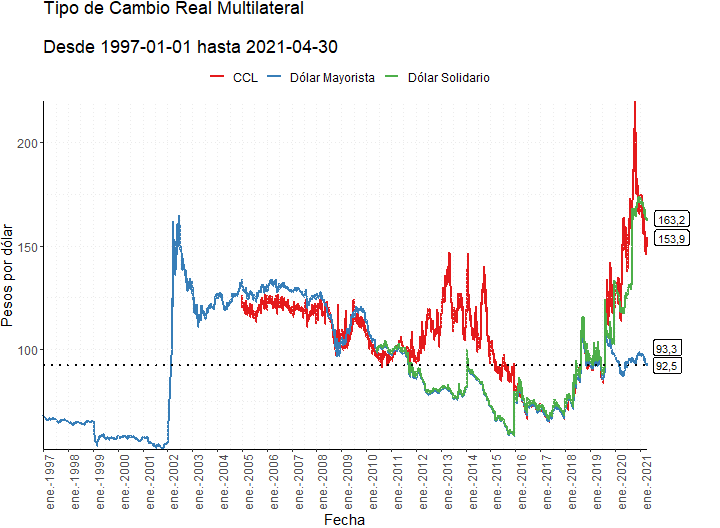 Tipo de Cambio Real Multilateral
Desde 1997-01-01 hasta 2021-04-30
CCL Dólar Mayorista Dólar Solidario
Pesos por dólar
200
150
100
163,2
153,9
93,3
92,5
ene.-1997
ene.-1998
ene.-1999
ene.-2000
ene.-2001
ene.-2002
ene.-2003
ene.-2004
ene.-2005
ene.-2006
ene.-2007
ene.-2008
ene.-2009
ene.-2010
ene.-2011
ene.-2012
ene.-2013
ene.-2014
ene.-2015
ene.-2016
ene.-2017
ene.-2018
ene.-2019
ene.-2020
ene.-2021
Fecha